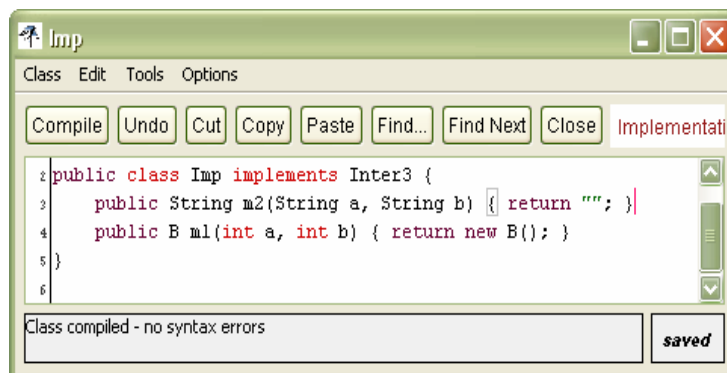 Imp
Class Edit Tools Options
Compile Undo Cut Copy Paste Find... Find Next Close Implementati
2 public class Imp implements Inter3 {
3 public String m2(String a, String b) { return ""; }
4 public B m1(int a, int b) { return new B(); }
5 }
6
Class compiled - no syntax errors
saved